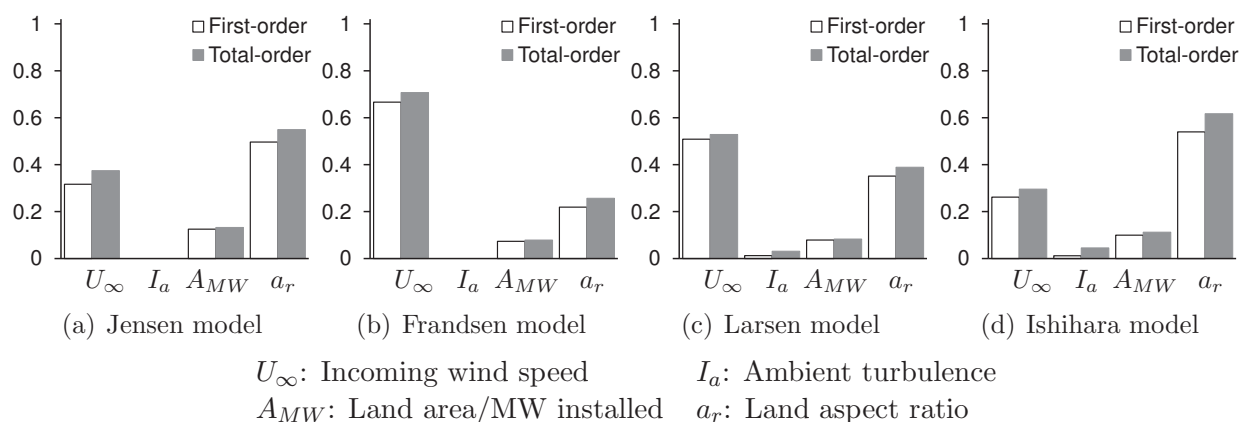 1
0.8
0.6
0.4
0.2
0
First-order
Total-order
U∞ Ia AMW ar
(a) Jensen model
1
0.8
0.6
0.4
0.2
0
First-order
Total-order
U∞ Ia AMW ar
(b) Frandsen model
1
0.8
0.6
0.4
0.2
0
First-order
Total-order
U∞ Ia AMW ar
(c) Larsen model
1
0.8
0.6
0.4
0.2
0
First-order
Total-order
U∞ Ia AMW ar
(d) Ishihara model
U∞: Incoming wind speed Ia: Ambient turbulence
AMW: Land area/MW installed ar: Land aspect ratio